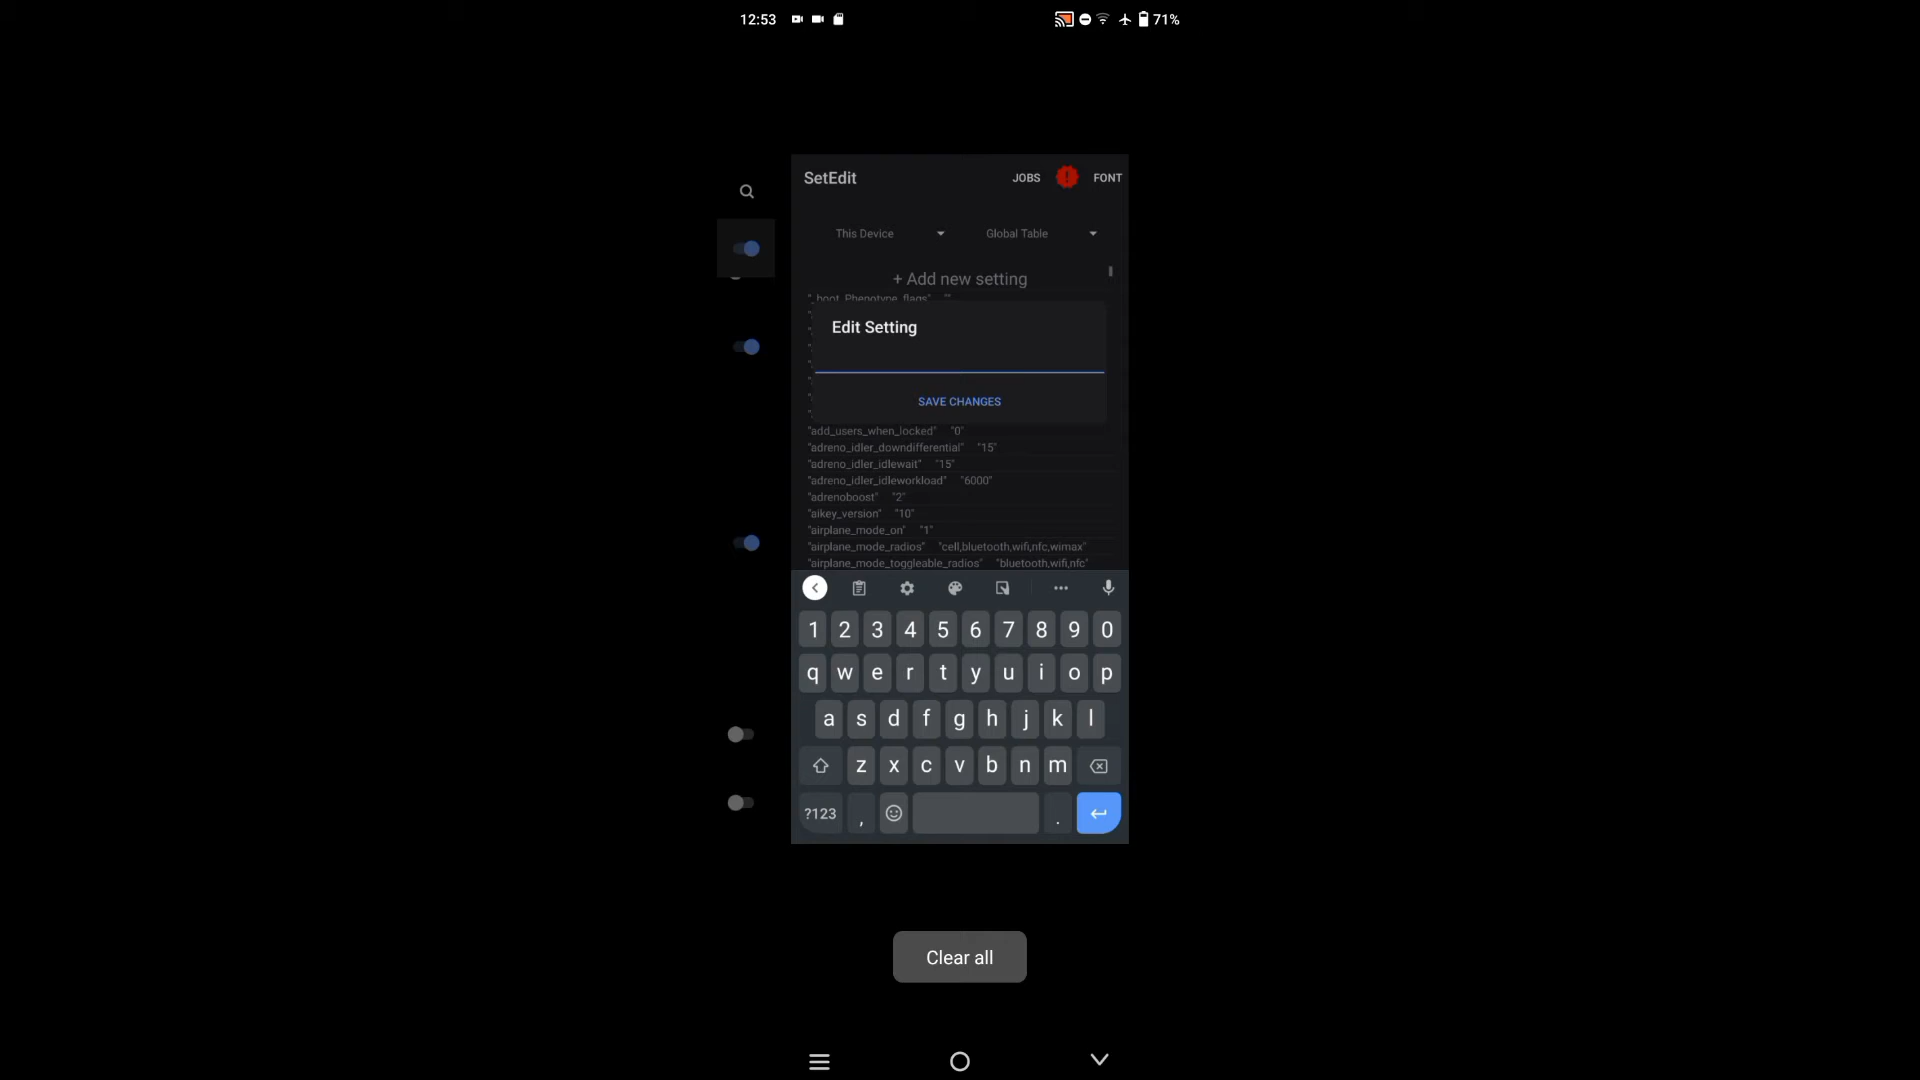 12:53
71%
SetEdit
JOBS
FONT
This Device
Global Table
+ Add new setting
"_boot_Phenotype_flags" ""
Edit Setting
SAVE CHANGES
"add_users_when_locked" "0"
"adreno_idler_downdifferential" "15"
"adreno_idler_idlewait" "15"
"adreno_idler_idleworkload" "6000"
"adrenoboost" "2"
"aikey_version" "10"
"airplane_mode_on" "1"
"airplane_mode_radios" "cell,bluetooth,wifi,nfc,wimax"
"airplane_mode_toggleable_radios" "bluetooth,wifi,nfc"
1 2 3 4 5 6 7 8 9 0
q w e r t y u i o p
a s d f g h j k l
z x c v b n m
?123 , .
Clear all